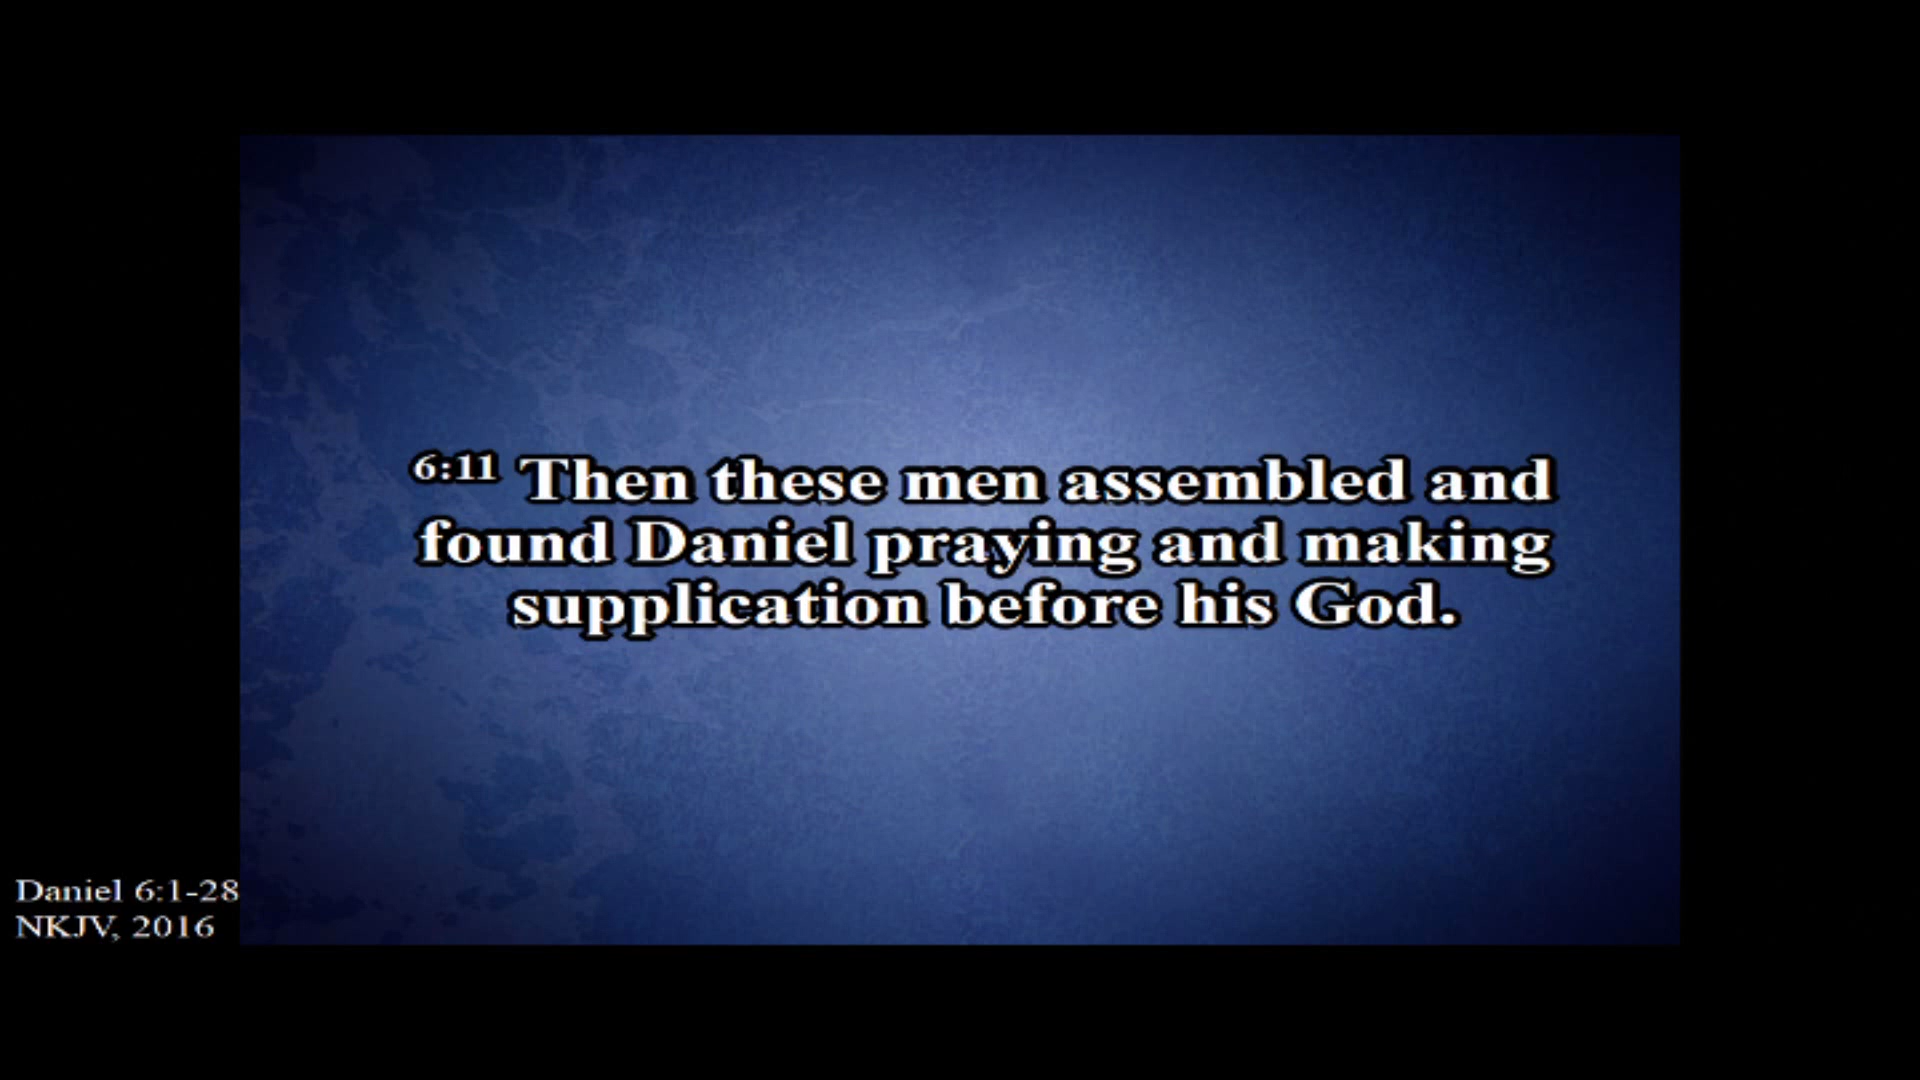 6:11 Then these men assembled and
found Daniel praying and making
supplication before his God.
Daniel 6:1-28
NKJV, 2016